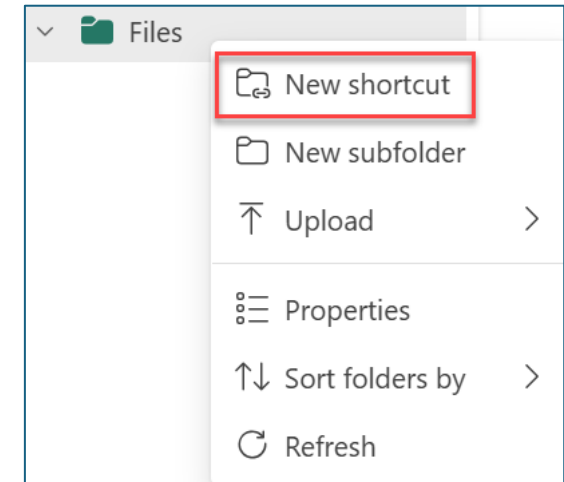 Files
New shortcut
New subfolder
Upload
Properties
Sort folders by
Refresh